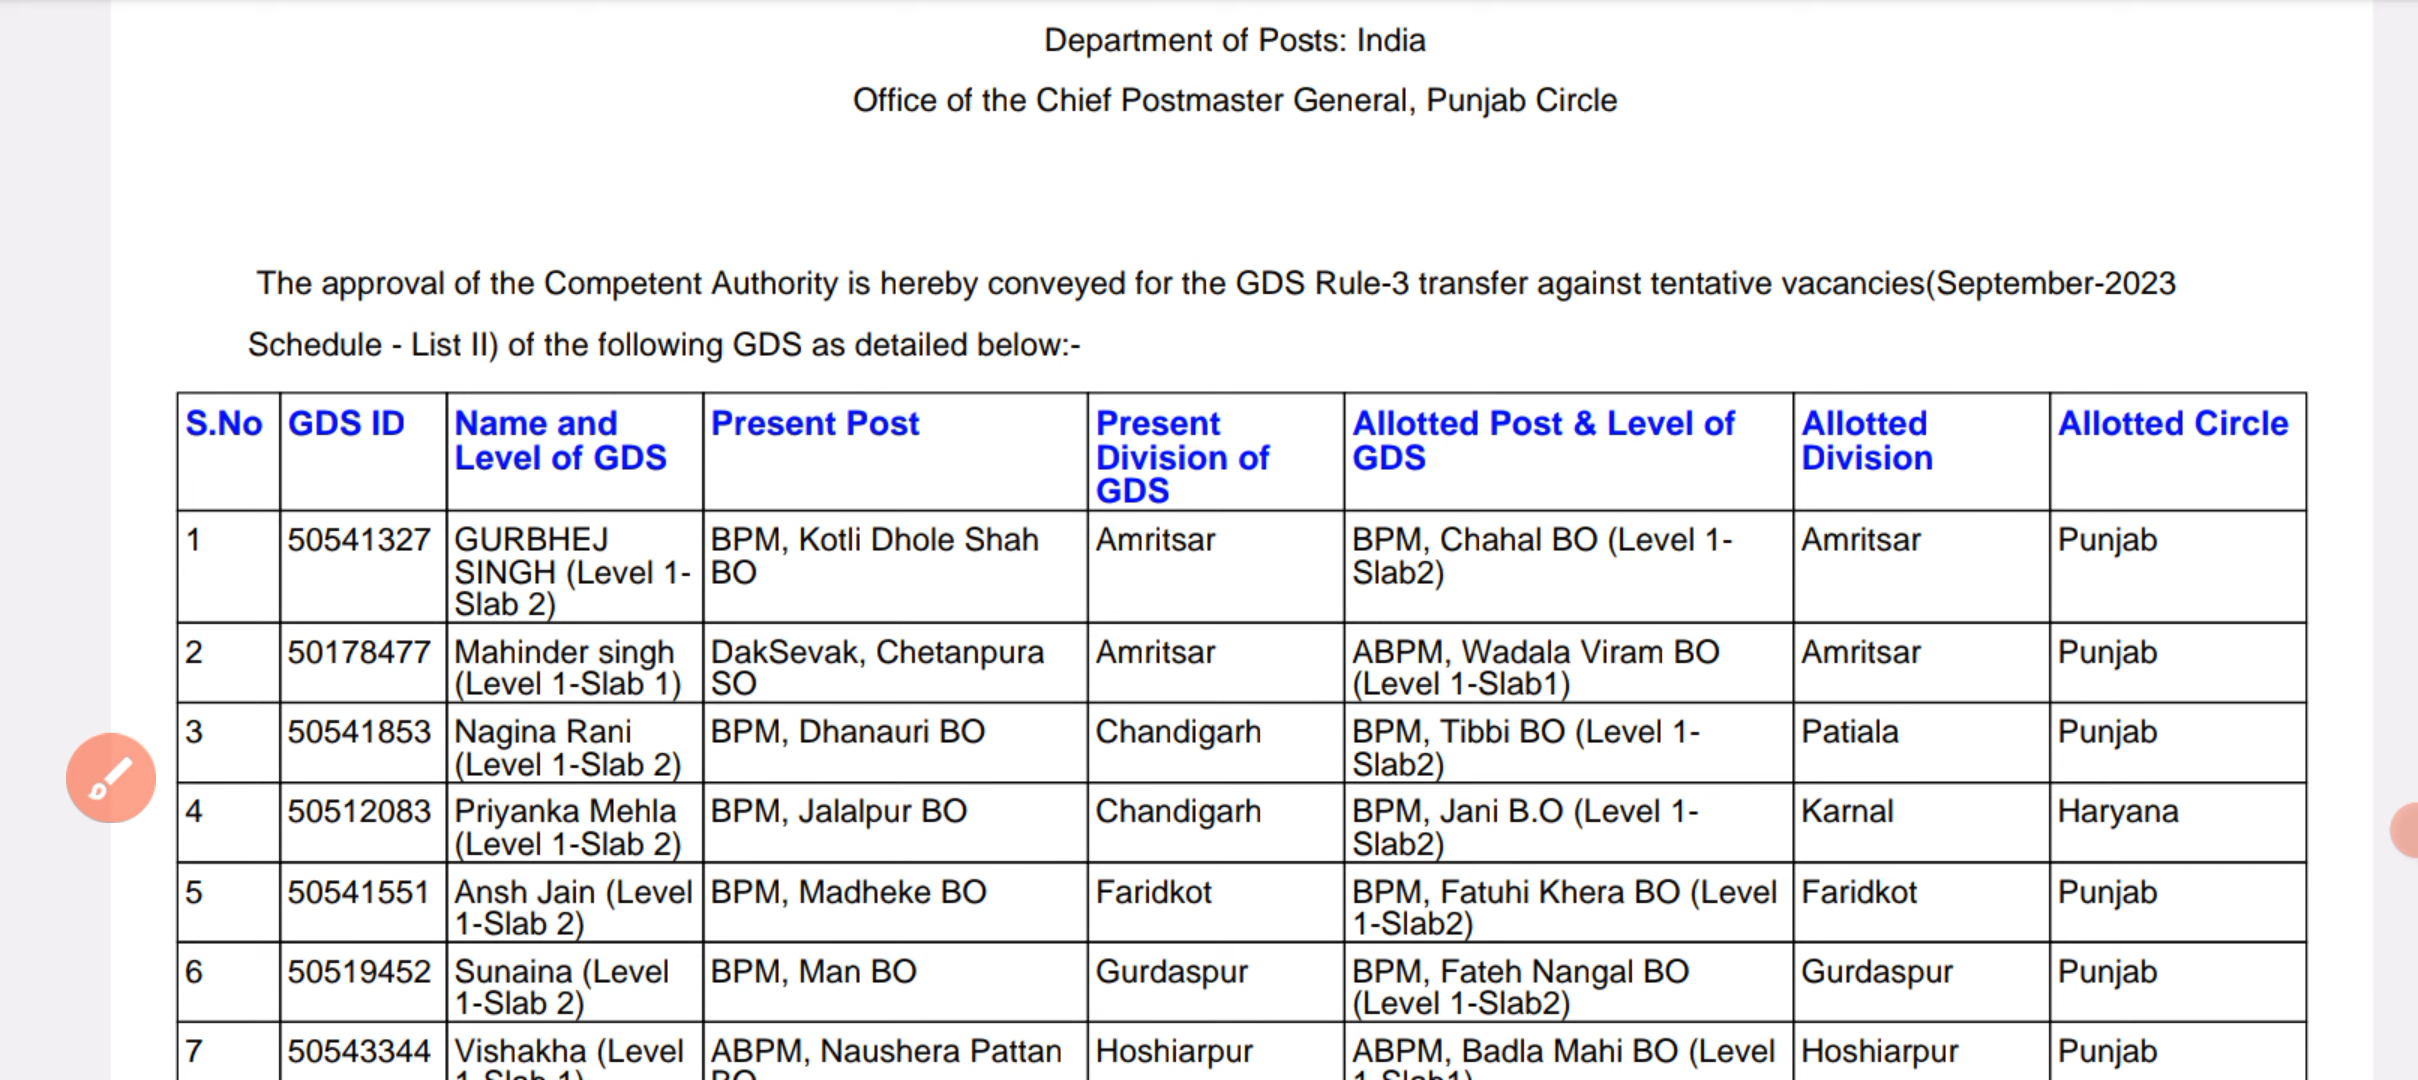 Department of Posts: India
Office of the Chief Postmaster General, Punjab Circle
The approval of the Competent Authority is hereby conveyed for the GDS Rule-3 transfer against tentative vacancies(September-2023
Schedule - List II) of the following GDS as detailed below:-
S.No GDS ID Name and Level of GDS Present Post Present Division of GDS Allotted Post & Level of GDS Allotted Division Allotted Circle
1 50541327 GURBHEJ SINGH (Level 1-Slab 2) BPM, Kotli Dhole Shah BO Amritsar BPM, Chahal BO (Level 1-Slab2) Amritsar Punjab
2 50178477 Mahinder singh (Level 1-Slab 1) DakSevak, Chetanpura SO Amritsar ABPM, Wadala Viram BO (Level 1-Slab1) Amritsar Punjab
3 50541853 Nagina Rani (Level 1-Slab 2) BPM, Dhanauri BO Chandigarh BPM, Tibbi BO (Level 1-Slab2) Patiala Punjab
4 50512083 Priyanka Mehla (Level 1-Slab 2) BPM, Jalalpur BO Chandigarh BPM, Jani B.O (Level 1-Slab2) Karnal Haryana
5 50541551 Ansh Jain (Level 1-Slab 2) BPM, Madheke BO Faridkot BPM, Fatuhi Khera BO (Level 1-Slab2) Faridkot Punjab
6 50519452 Sunaina (Level 1-Slab 2) BPM, Man BO Gurdaspur BPM, Fateh Nangal BO (Level 1-Slab2) Gurdaspur Punjab
7 50543344 Vishakha (Level 1-Slab 1) ABPM, Naushera Pattan BO Hoshiarpur ABPM, Badla Mahi BO (Level 1-Slab1) Hoshiarpur Punjab